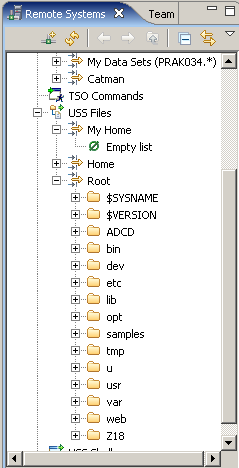 Remote Systems Team
My Data Sets (PRAK034.*)
Catman
TSO Commands
USS Files
My Home
Empty list
Home
Root
$SYSNAME
$VERSION
ADCD
bin
dev
etc
lib
opt
samples
tmp
u
usr
var
web
Z18